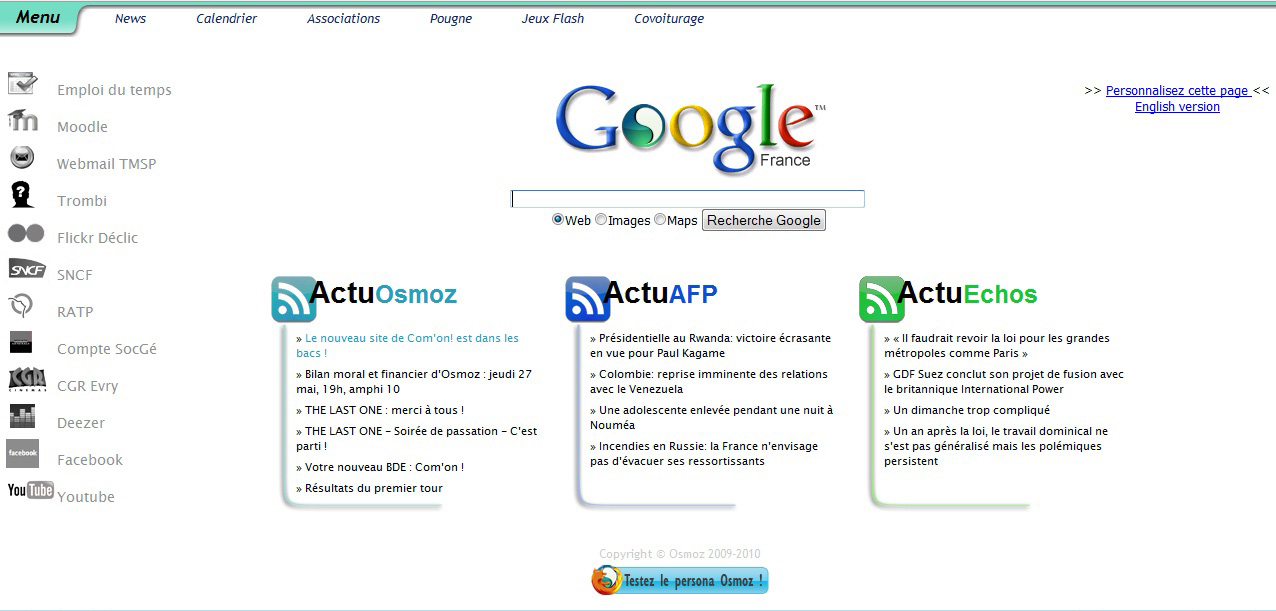 Menu News Calendrier Associations Pougne Jeux Flash Covoiturage
Emploi du temps
Moodle
Webmail TMSP
Trombi
Flickr Déclic
SNCF SNCF
RATP
Compte SocGé
CGR CINEMAS CGR Evry
Deezer
facebook Facebook
YouTube Youtube
Google™
France
>> Personnalisez cette page <<
English version
Web Images Maps Recherche Google
ActuOsmoz
» Le nouveau site de Com'on! est dans les
bacs !
» Bilan moral et financier d'Osmoz : jeudi 27
mai, 19h, amphi 10
» THE LAST ONE : merci à tous !
» THE LAST ONE - Soirée de passation - C'est
parti !
» Votre nouveau BDE : Com'on !
» Résultats du premier tour
ActuAFP
» Présidentielle au Rwanda: victoire écrasante
en vue pour Paul Kagame
» Colombie: reprise imminente des relations
avec le Venezuela
» Une adolescente enlevée pendant une nuit à
Nouméa
» Incendies en Russie: la France n'envisage
pas d'évacuer ses ressortissants
ActuEchos
» « Il faudrait revoir la loi pour les grandes
métropoles comme Paris »
» GDF Suez conclut son projet de fusion avec
le britannique International Power
» Un dimanche trop compliqué
» Un an après la loi, le travail dominical ne
s'est pas généralisé mais les polémiques
persistent
Copyright © Osmoz 2009-2010
Testez le persona Osmoz !